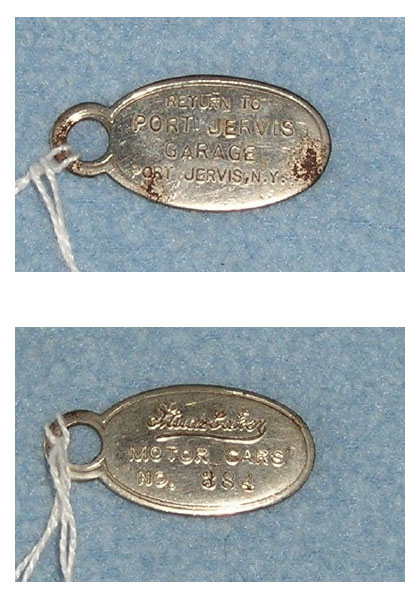 RETURN TO
PORT JERVIS
GARAGE
PORT JERVIS, N.Y.
Studebaker
MOTOR CARS
NO. 384